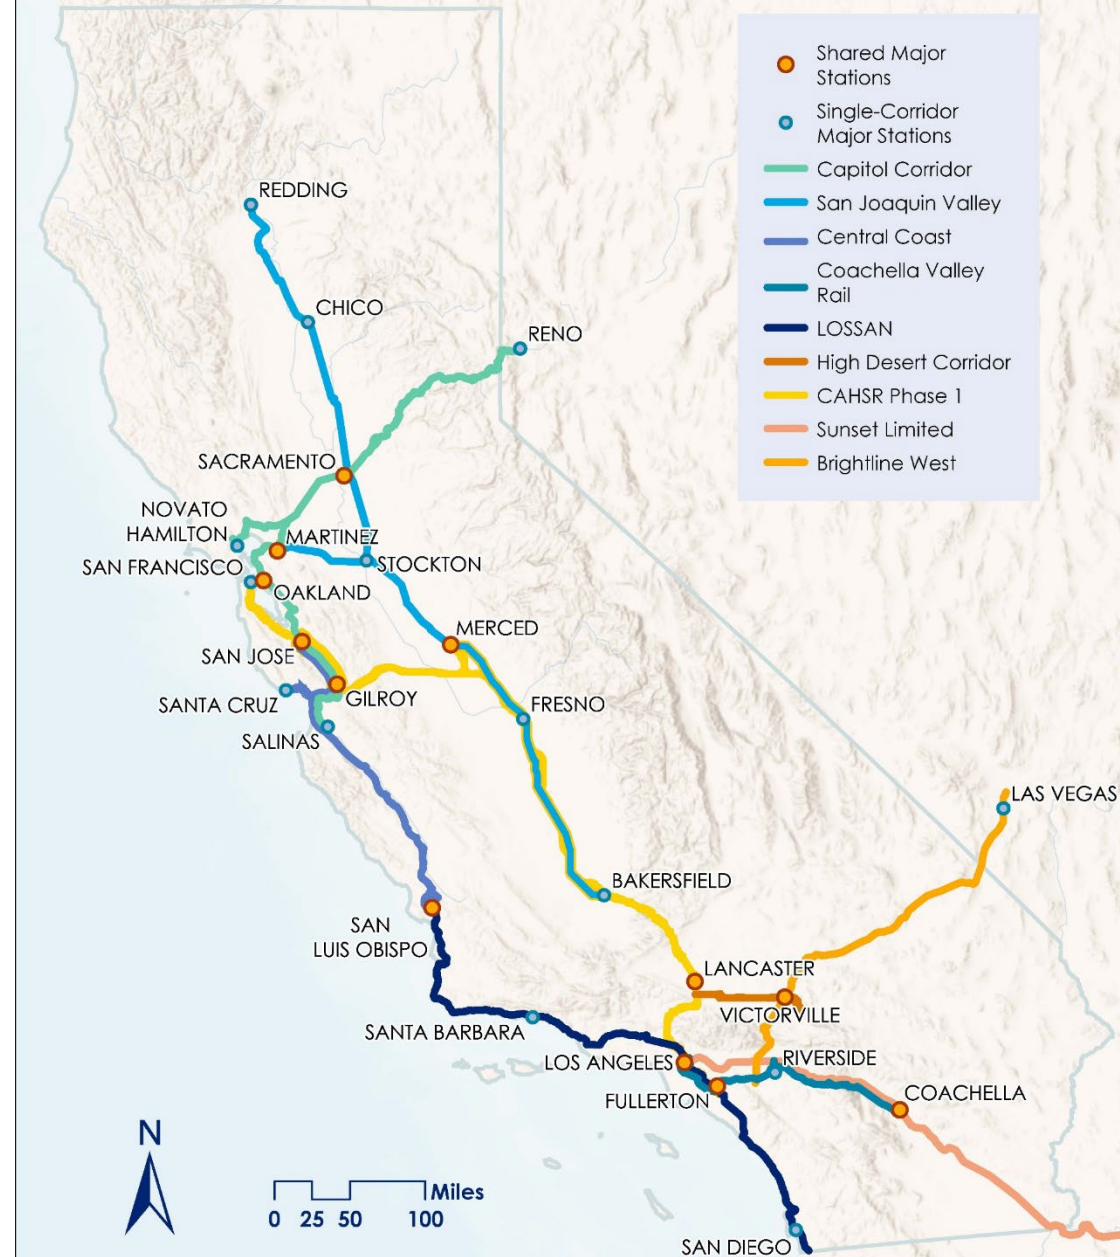 Shared Major
Stations
Single-Corridor
Major Stations
Capitol Corridor
San Joaquin Valley
Central Coast
Coachella Valley
Rail
LOSSAN
High Desert Corridor
CAHSR Phase 1
Sunset Limited
Brightline West
REDDING
CHICO
RENO
SACRAMENTO
NOVATO
HAMILTON
MARTINEZ
SAN FRANCISCO
STOCKTON
OAKLAND
MERCED
SAN JOSE
SANTA CRUZ
GILROY
FRESNO
SALINAS
LAS VEGAS
BAKERSFIELD
SAN
LUIS OBISPO
LANCASTER
VICTORVILLE
SANTA BARBARA
LOS ANGELES
RIVERSIDE
FULLERTON
COACHELLA
SAN DIEGO
N
Miles
0 25 50 100